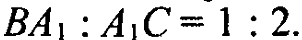 BA₁ : A₁C = 1 : 2.